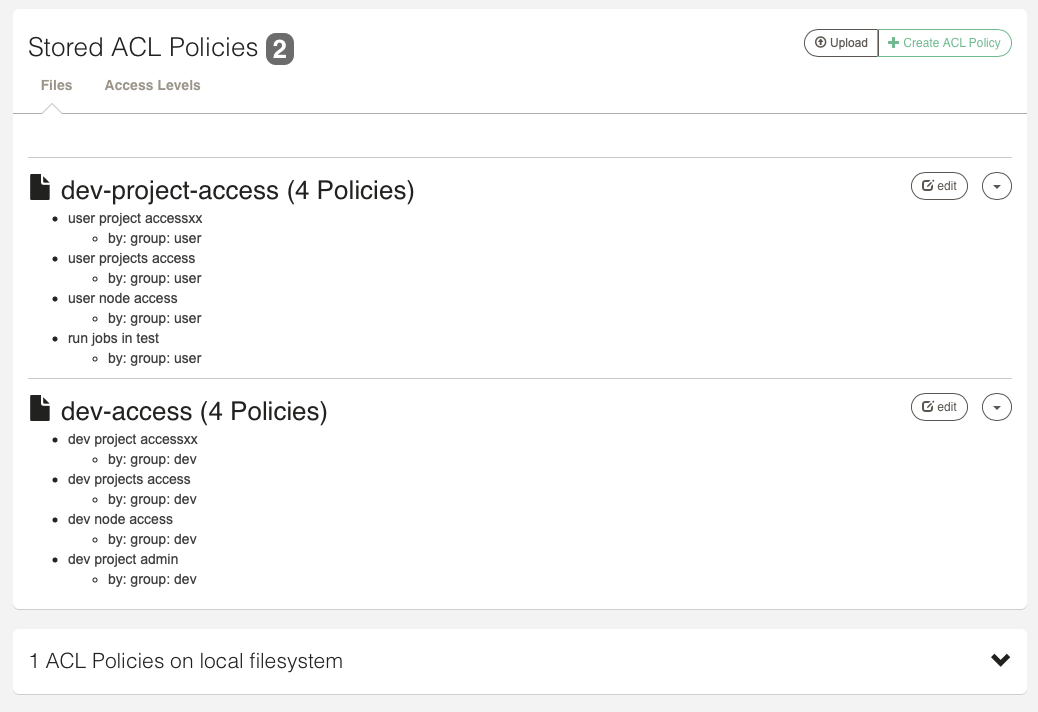 Stored ACL Policies 2
Upload
Create ACL Policy
Files
Access Levels
dev-project-access (4 Policies)
edit
user project accessxx
by: group: user
user projects access
by: group: user
user node access
by: group: user
run jobs in test
by: group: user
dev-access (4 Policies)
edit
dev project accessxx
by: group: dev
dev projects access
by: group: dev
dev node access
by: group: dev
dev project admin
by: group: dev
1 ACL Policies on local filesystem